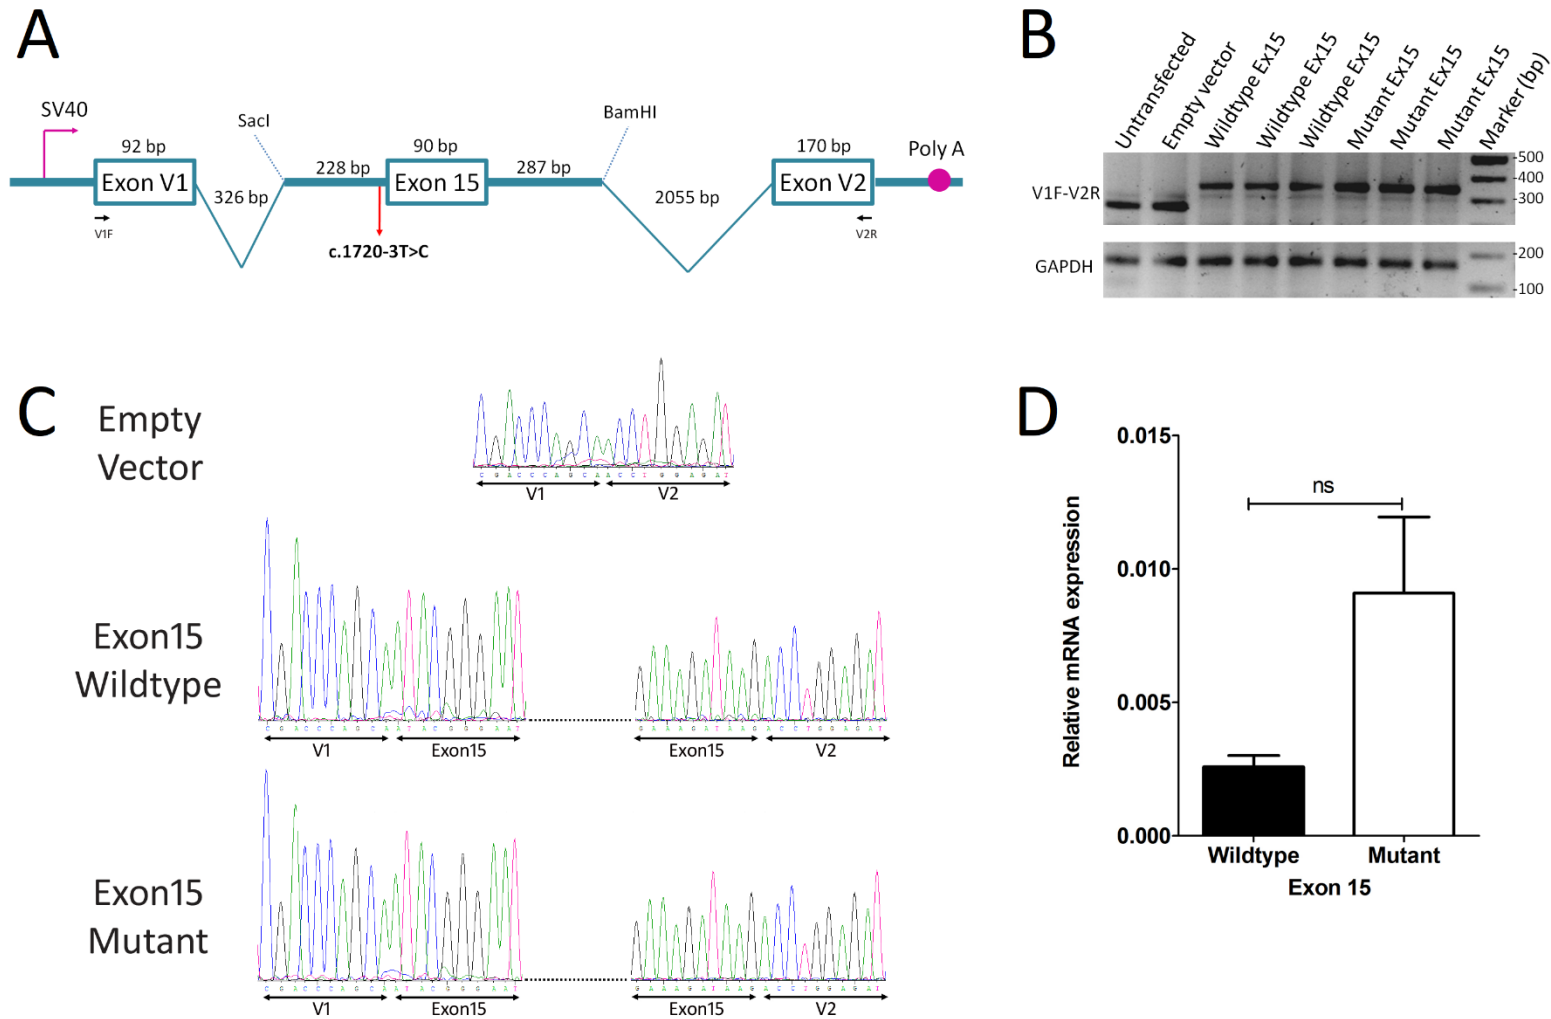 A
SV40
SacI
BamHI
92 bp
228 bp
90 bp
287 bp
170 bp
Poly A
Exon V1
Exon 15
Exon V2
326 bp
2055 bp
V1F
V2R
c.1720-3T>C
B
Untransfected
Empty vector
Wildtype Ex15
Wildtype Ex15
Wildtype Ex15
Mutant Ex15
Mutant Ex15
Mutant Ex15
Marker (bp)
V1F-V2R
-500
-400
-300
GAPDH
-200
-100
C
Empty
Vector
C G A C C C A G C A A C C T G G A G A T
V1
V2
Exon15
Wildtype
C G A C C C A G C A A T A C G G G A A T
G A A A G A T A A G A C C T G G A G A T
V1
Exon15
Exon15
V2
Exon15
Mutant
C G A C C C A G C A A T A C G G G A A T
G A A A G A T A A G A C C T G G A G A T
V1
Exon15
Exon15
V2
D
Relative mRNA expression
0.015
0.010
0.005
0.000
ns
Wildtype
Mutant
Exon 15